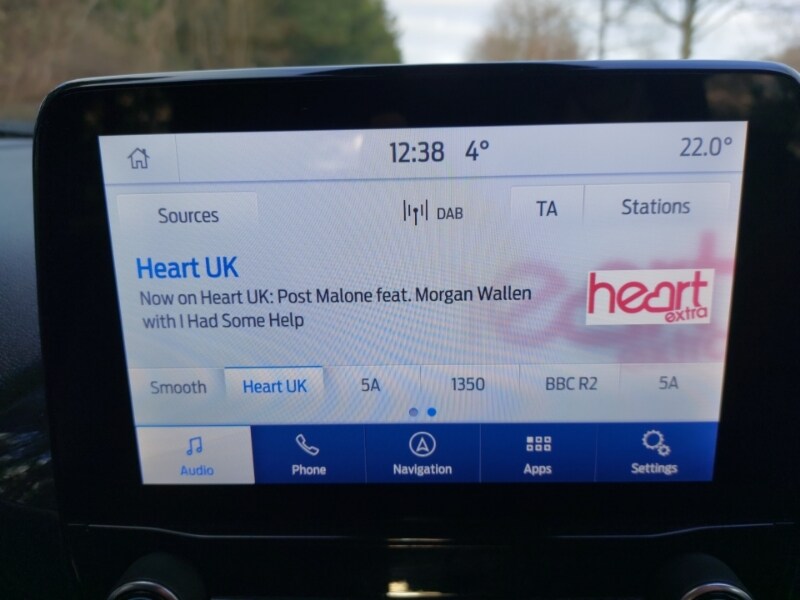 12:38 4° 22.0°
Sources DAB TA Stations
Heart UK
Now on Heart UK: Post Malone feat. Morgan Wallen
with I Had Some Help
heart
extra
Smooth Heart UK 5A 1350 BBC R2 5A
Audio Phone Navigation Apps Settings